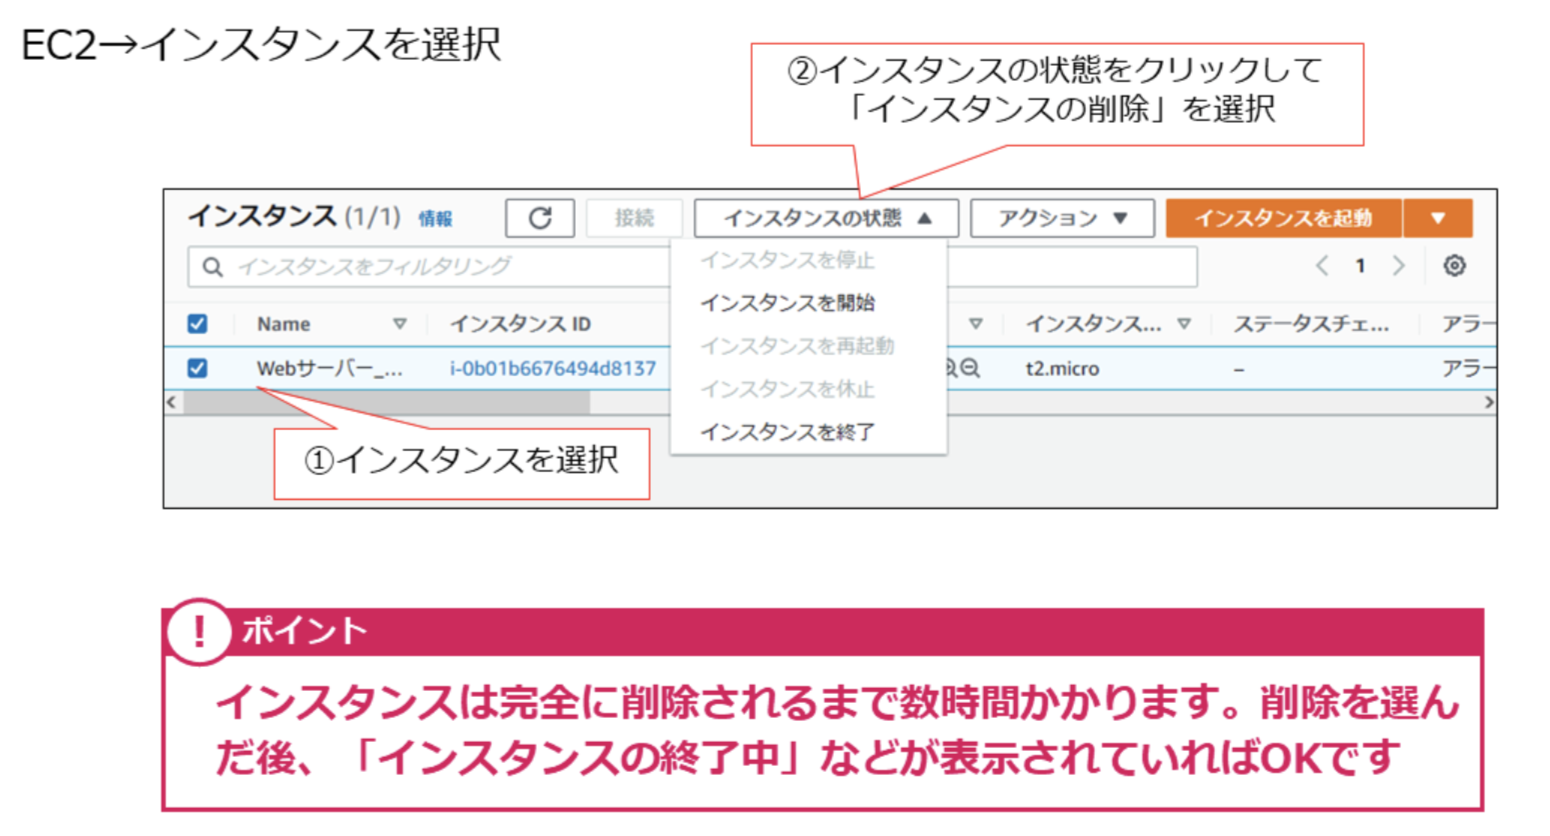 EC2→インスタンスを選択
②インスタンスの状態をクリックして
「インスタンスの削除」を選択
インスタンス (1/1) 情報
接続
インスタンスの状態 ▲
アクション ▼
インスタンスを起動 ▼
インスタンスをフィルタリング
< 1 >
インスタンスを停止
インスタンスを開始
インスタンスを再起動
インスタンスを休止
インスタンスを終了
Name インスタンス ID インスタンス... ステータスチェ... アラー
Webサーバー_... i-0b01b6676494d8137 t2.micro – アラー
①インスタンスを選択
! ポイント
インスタンスは完全に削除されるまで数時間かかります。削除を選ん
だ後、「インスタンスの終了中」などが表示されていればOKです